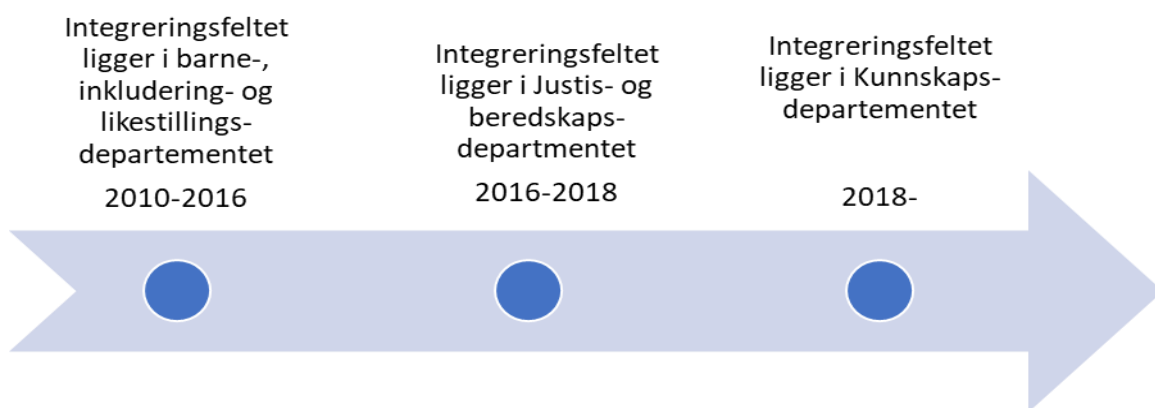 Integreringsfeltet
ligger i barne-,
inkludering- og
likestillings-
departementet
2010-2016
Integreringsfeltet
ligger i Justis- og
beredskaps-
departmentet
2016-2018
Integreringsfeltet
ligger i Kunnskaps-
departementet
2018-